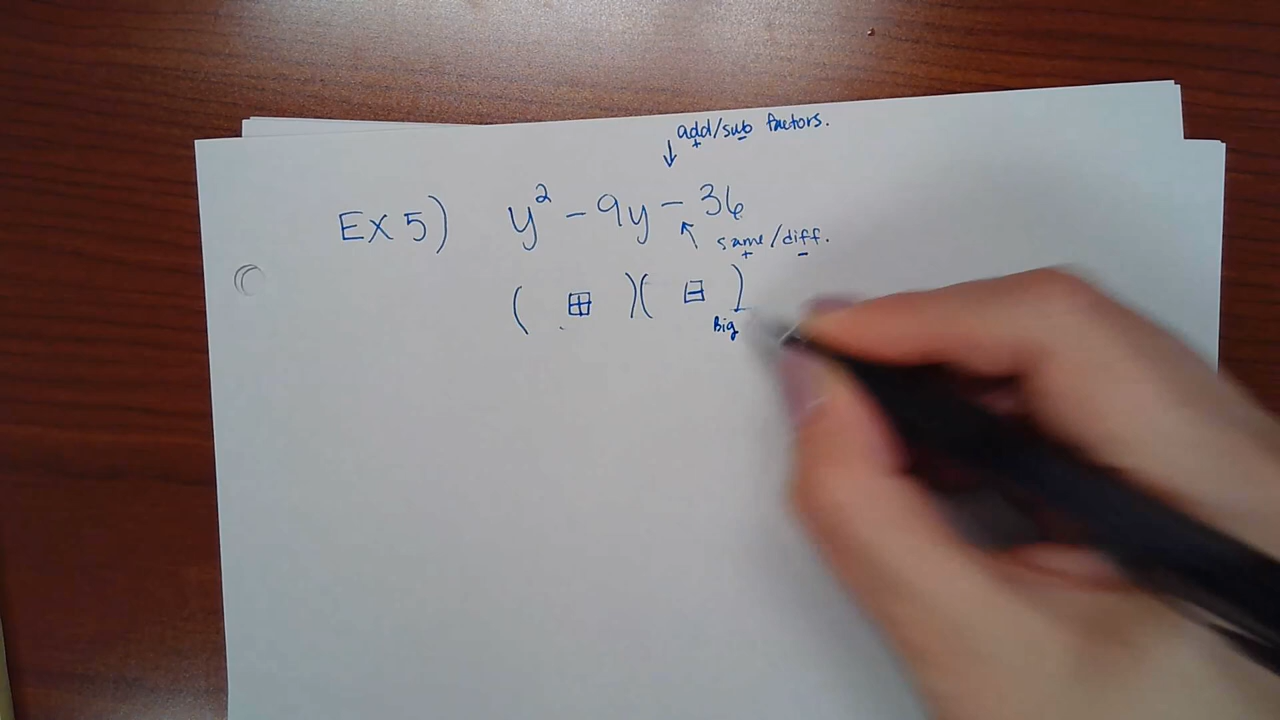 add/sub factors.
+ -
↓
EX 5) y² - 9y - 36
↖ same/diff.
+ -
( ⊞ )( ⊟ )
Big